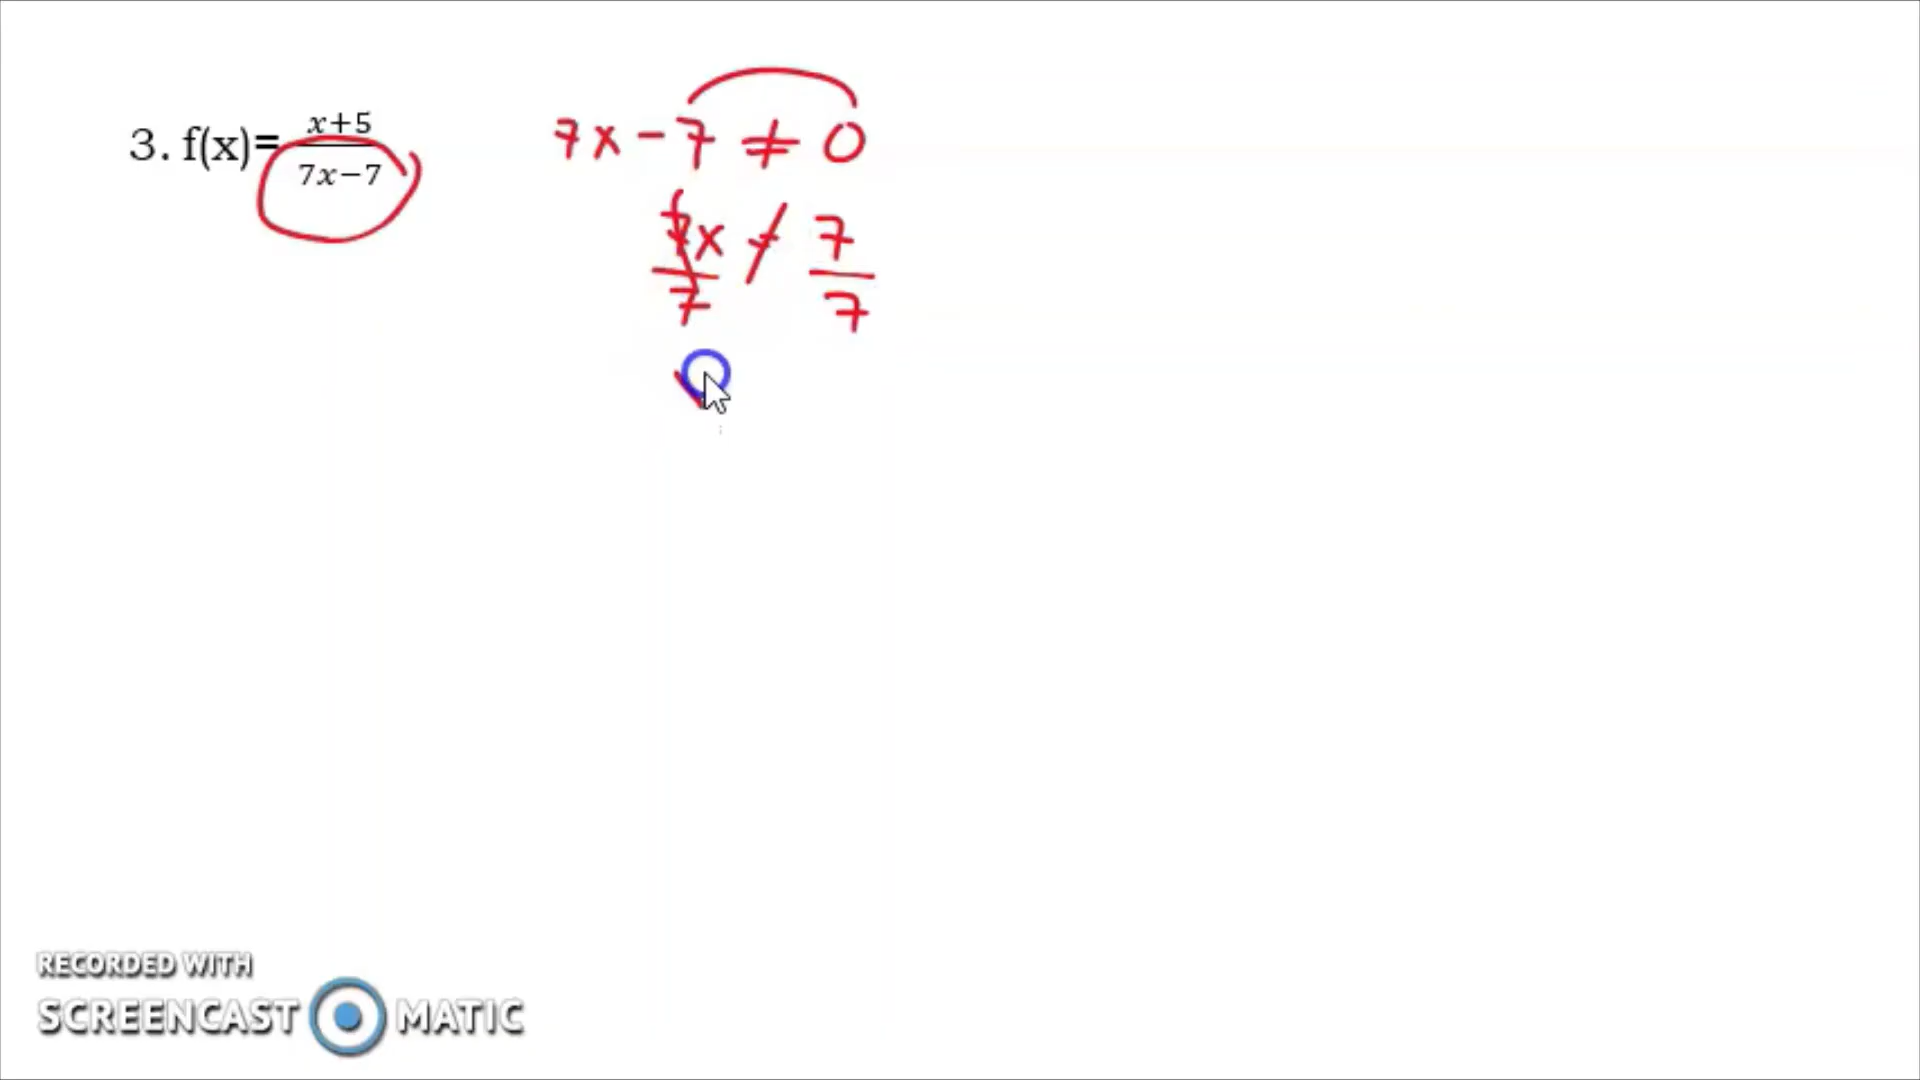 3. f(x)= x+5 / 7x−7
7x − 7 ≠ 0
7x / 7 ≠ 7 / 7
RECORDED WITH
SCREENCAST MATIC